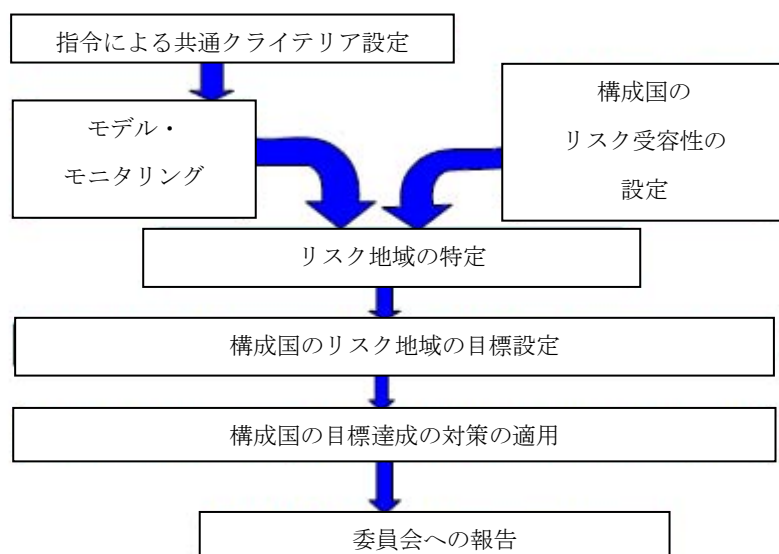 指令による共通クライテリア設定
モデル・
モニタリング
構成国の
リスク受容性の
設定
リスク地域の特定
構成国のリスク地域の目標設定
構成国の目標達成の対策の適用
委員会への報告